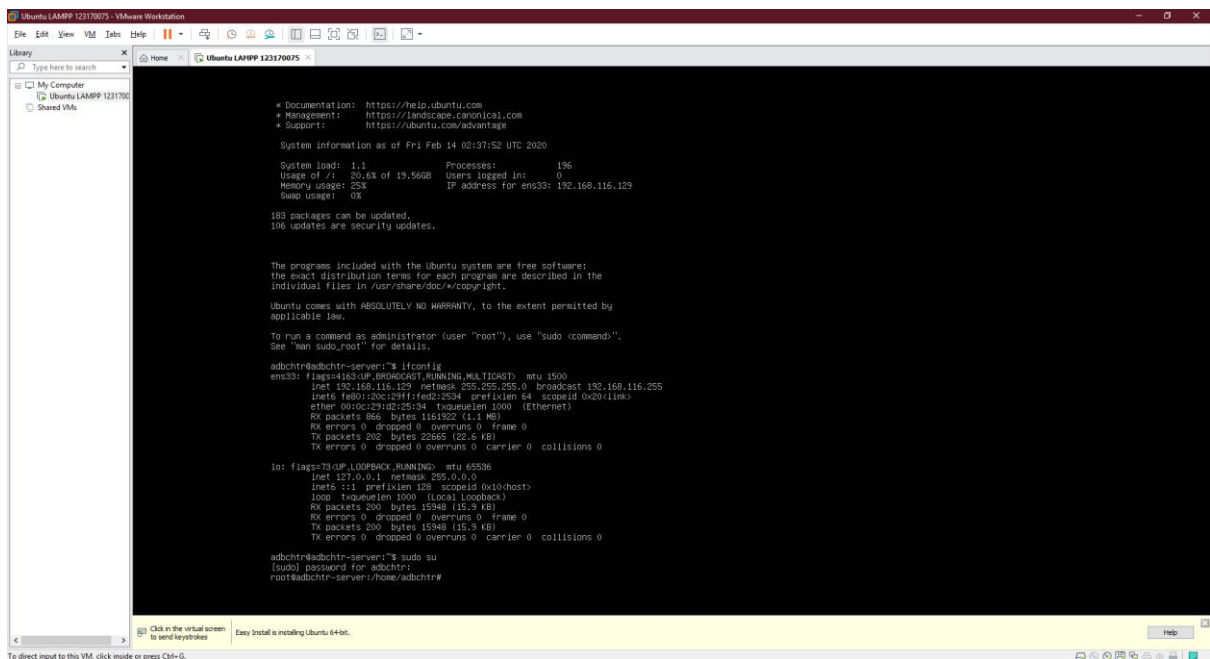 Ubuntu LAMPP 123170075 - VMware Workstation
File Edit View VM Tabs Help
Library
Type here to search
My Computer
Ubuntu LAMPP 1231700
Shared VMs
Home
Ubuntu LAMPP 123170075
* Documentation: https://help.ubuntu.com
* Management: https://landscape.canonical.com
* Support: https://ubuntu.com/advantage
System information as of Fri Feb 14 02:37:52 UTC 2020
System load: 1.1 Processes: 196
Usage of /: 20.6% of 19.56GB Users logged in: 0
Memory usage: 25% IP address for ens33: 192.168.116.129
Swap usage: 0%
183 packages can be updated.
106 updates are security updates.
The programs included with the Ubuntu system are free software;
the exact distribution terms for each program are described in the
individual files in /usr/share/doc/*/copyright.
Ubuntu comes with ABSOLUTELY NO WARRANTY, to the extent permitted by
applicable law.
To run a command as administrator (user "root"), use "sudo <command>".
See "man sudo_root" for details.
adbchtr@adbchtr-server:~$ ifconfig
ens33: flags=4163<UP,BROADCAST,RUNNING,MULTICAST> mtu 1500
inet 192.168.116.129 netmask 255.255.255.0 broadcast 192.168.116.255
inet6 fe80::20c:29ff:fed2:2534 prefixlen 64 scopeid 0x20<link>
ether 00:0c:29:d2:25:34 txqueuelen 1000 (Ethernet)
RX packets 866 bytes 1161922 (1.1 MB)
RX errors 0 dropped 0 overruns 0 frame 0
TX packets 202 bytes 22665 (22.6 KB)
TX errors 0 dropped 0 overruns 0 carrier 0 collisions 0
lo: flags=73<UP,LOOPBACK,RUNNING> mtu 65536
inet 127.0.0.1 netmask 255.0.0.0
inet6 ::1 prefixlen 128 scopeid 0x10<host>
loop txqueuelen 1000 (Local Loopback)
RX packets 200 bytes 15948 (15.9 KB)
RX errors 0 dropped 0 overruns 0 frame 0
TX packets 200 bytes 15948 (15.9 KB)
TX errors 0 dropped 0 overruns 0 carrier 0 collisions 0
adbchtr@adbchtr-server:~$ sudo su
[sudo] password for adbchtr:
root@adbchtr-server:/home/adbchtr#
Click in the virtual screen
to send keystrokes
Easy Install is installing Ubuntu 64-bit.
Help
To direct input to this VM, click inside or press Ctrl+G.